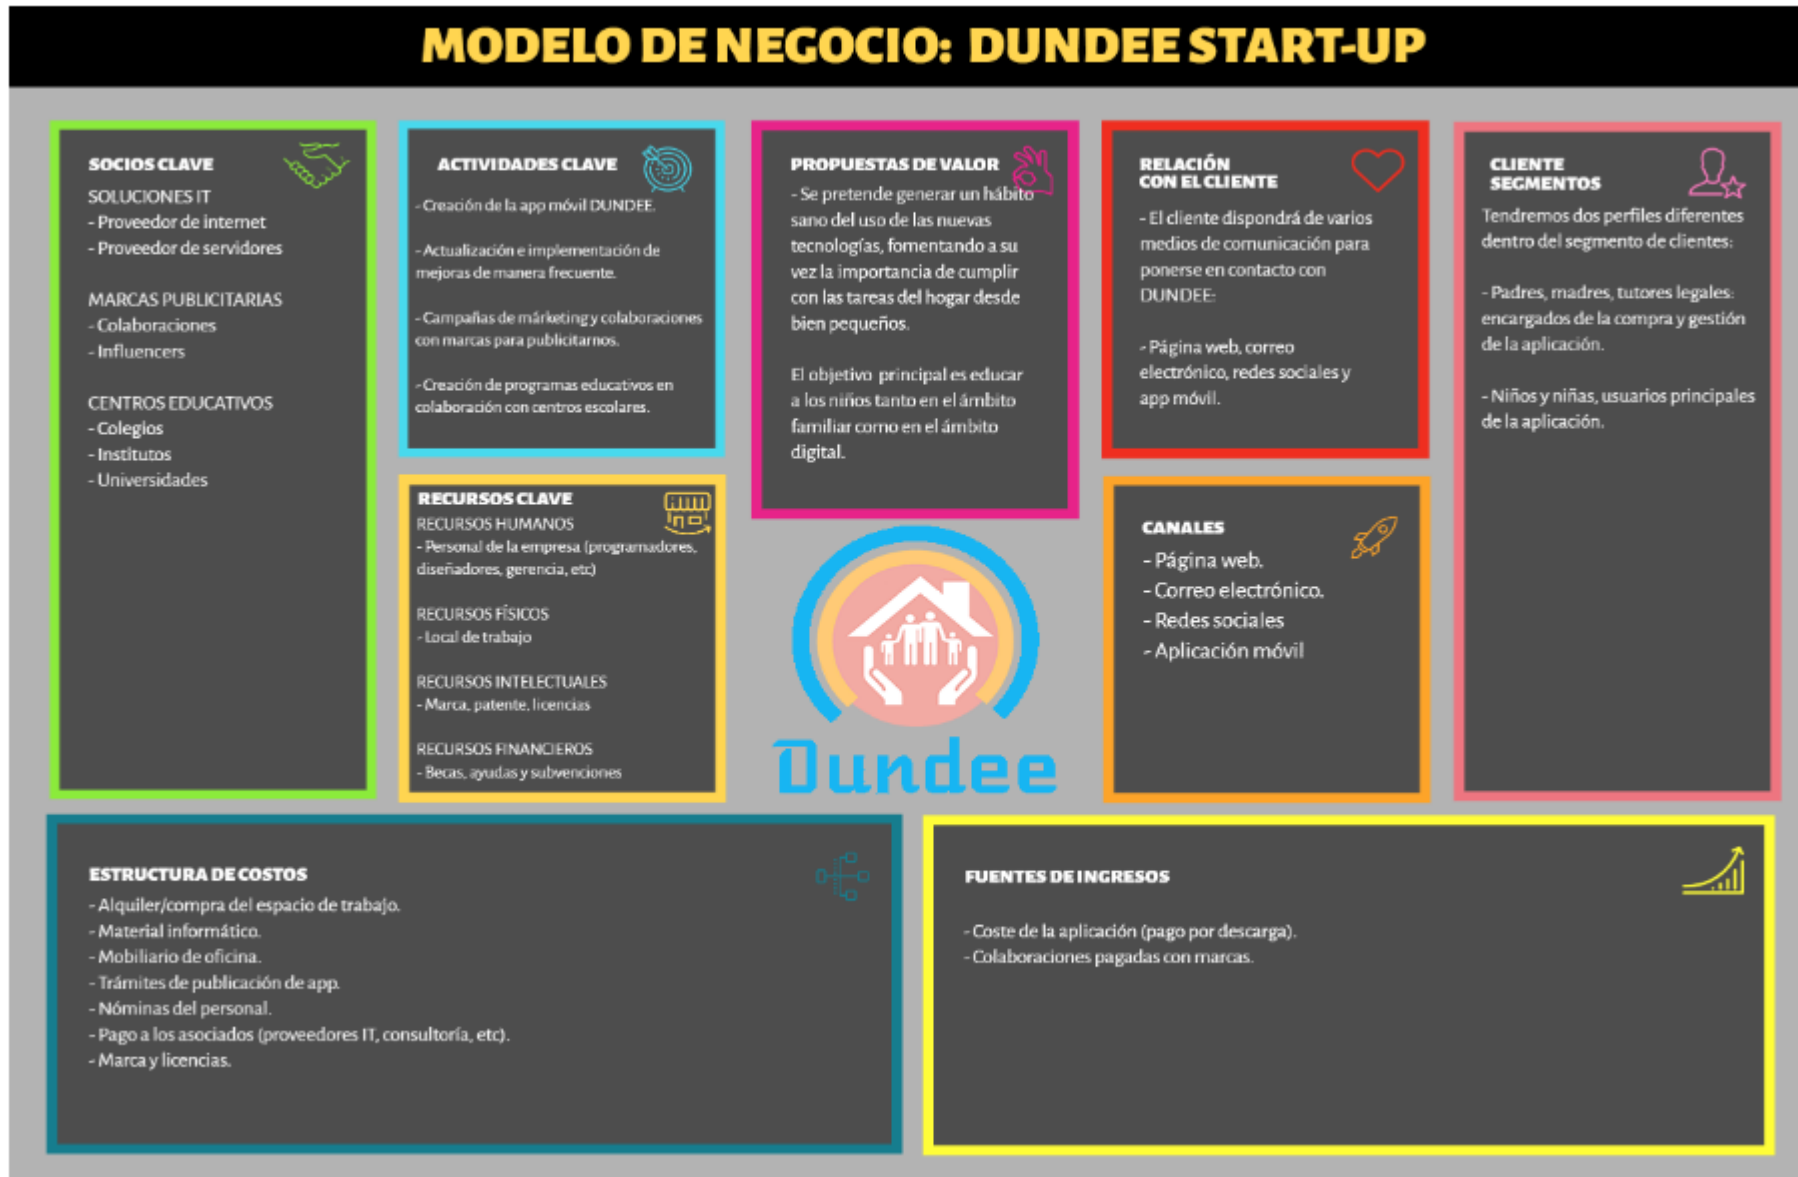 MODELO DE NEGOCIO: DUNDEE START-UP
SOCIOS CLAVE
SOLUCIONES IT
- Proveedor de internet
- Proveedor de servidores
MARCAS PUBLICITARIAS
- Colaboraciones
- Influencers
CENTROS EDUCATIVOS
- Colegios
- Institutos
- Universidades
ACTIVIDADES CLAVE
- Creación de la app móvil DUNDEE.
- Actualización e implementación de
mejoras de manera frecuente.
- Campañas de márketing y colaboraciones
con marcas para publicitarnos.
- Creación de programas educativos en
colaboración con centros escolares.
RECURSOS CLAVE
RECURSOS HUMANOS
- Personal de la empresa (programadores,
diseñadores, gerencia, etc)
RECURSOS FÍSICOS
- Local de trabajo
RECURSOS INTELECTUALES
- Marca, patente, licencias
RECURSOS FINANCIEROS
- Becas, ayudas y subvenciones
PROPUESTAS DE VALOR
- Se pretende generar un hábito
sano del uso de las nuevas
tecnologías, fomentando a su
vez la importancia de cumplir
con las tareas del hogar desde
bien pequeños.
El objetivo principal es educar
a los niños tanto en el ámbito
familiar como en el ámbito
digital.
Dundee
RELACIÓN
CON EL CLIENTE
- El cliente dispondrá de varios
medios de comunicación para
ponerse en contacto con
DUNDEE:
- Página web, correo
electrónico, redes sociales y
app móvil.
CANALES
- Página web.
- Correo electrónico.
- Redes sociales
- Aplicación móvil
CLIENTE
SEGMENTOS
Tendremos dos perfiles diferentes
dentro del segmento de clientes:
- Padres, madres, tutores legales:
encargados de la compra y gestión
de la aplicación.
- Niños y niñas, usuarios principales
de la aplicación.
ESTRUCTURA DE COSTOS
- Alquiler/compra del espacio de trabajo.
- Material informático.
- Mobiliario de oficina.
- Trámites de publicación de app.
- Nóminas del personal.
- Pago a los asociados (proveedores IT, consultoría, etc).
- Marca y licencias.
FUENTES DE INGRESOS
- Coste de la aplicación (pago por descarga).
- Colaboraciones pagadas con marcas.